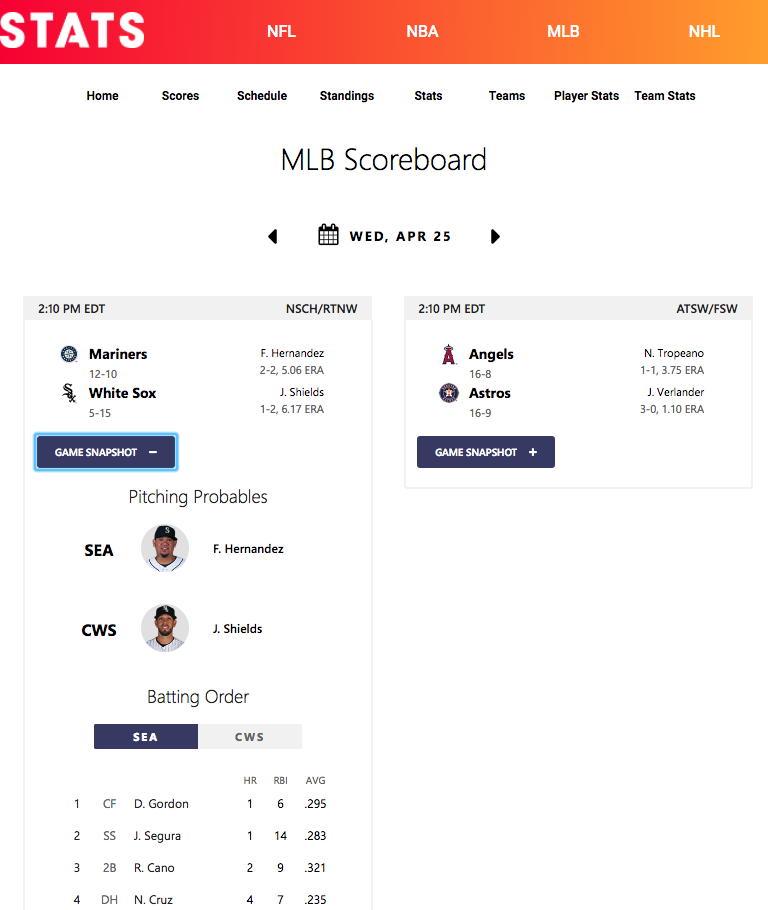 STATS NFL NBA MLB NHL
Home Scores Schedule Standings Stats Teams Player Stats Team Stats
MLB Scoreboard
WED, APR 25
2:10 PM EDT NSCH/RTNW
Mariners F. Hernandez
12-10 2-2, 5.06 ERA
White Sox J. Shields
5-15 1-2, 6.17 ERA
GAME SNAPSHOT −
Pitching Probables
SEA F. Hernandez
CWS J. Shields
Batting Order
SEA CWS
HR RBI AVG
1 CF D. Gordon 1 6 .295
2 SS J. Segura 1 14 .283
3 2B R. Cano 2 9 .321
4 DH N. Cruz 4 7 .235
2:10 PM EDT ATSW/FSW
Angels N. Tropeano
16-8 1-1, 3.75 ERA
Astros J. Verlander
16-9 3-0, 1.10 ERA
GAME SNAPSHOT +